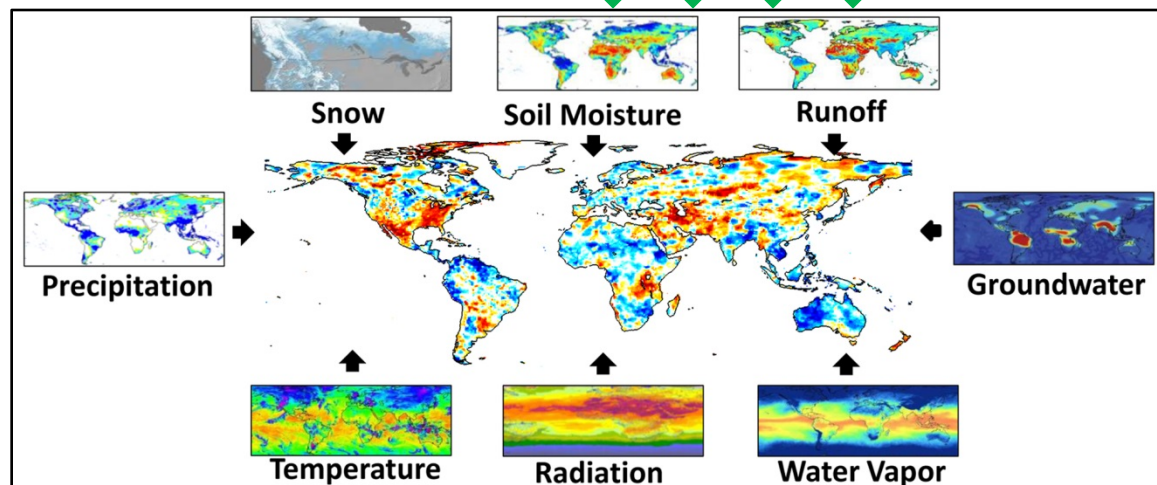 Snow
Soil Moisture
Runoff
Precipitation
Groundwater
Temperature
Radiation
Water Vapor